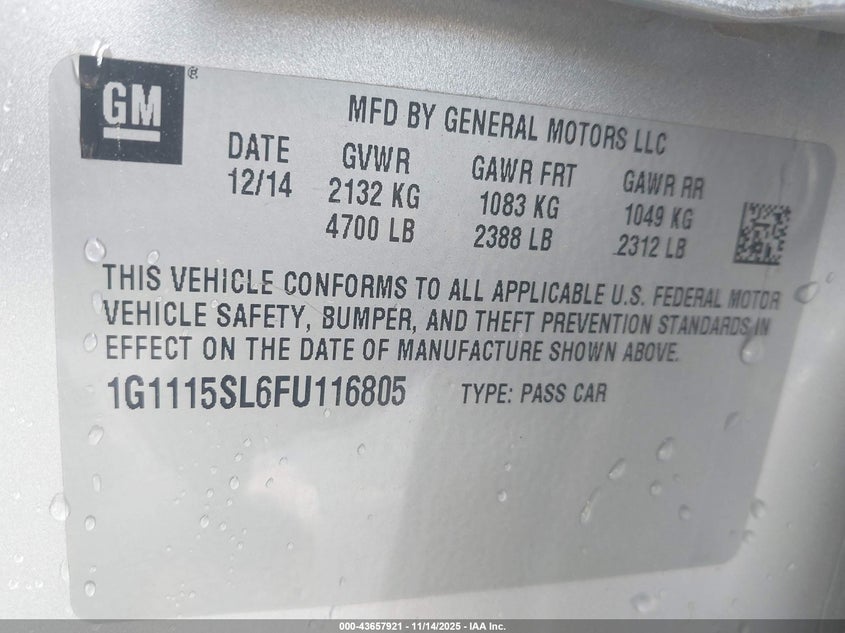 GM ®
MFD BY GENERAL MOTORS LLC
DATE GVWR GAWR FRT GAWR RR
12/14 2132 KG 1083 KG 1049 KG
4700 LB 2388 LB 2312 LB
THIS VEHICLE CONFORMS TO ALL APPLICABLE U.S. FEDERAL MOTOR
VEHICLE SAFETY, BUMPER, AND THEFT PREVENTION STANDARDS IN
EFFECT ON THE DATE OF MANUFACTURE SHOWN ABOVE.
1G1115SL6FU116805 TYPE: PASS CAR
000-43657921 | 11/14/2025 - IAA Inc.